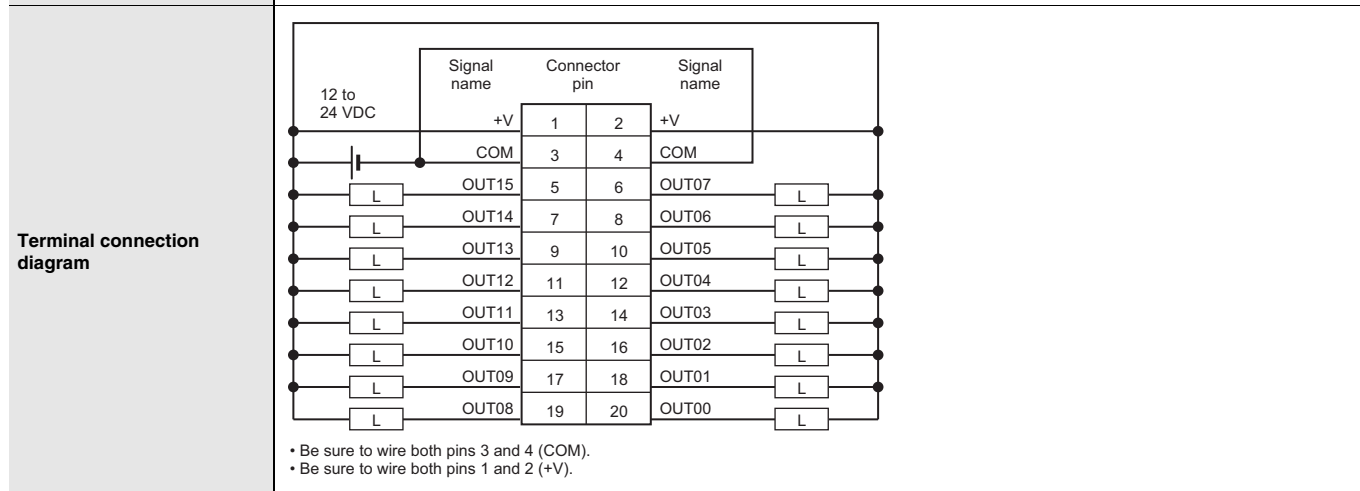 Terminal connection
diagram
Signal name Connector pin Signal name
12 to
24 VDC
+V 1 2 +V
COM 3 4 COM
OUT15 5 6 OUT07
L L
OUT14 7 8 OUT06
L L
OUT13 9 10 OUT05
L L
OUT12 11 12 OUT04
L L
OUT11 13 14 OUT03
L L
OUT10 15 16 OUT02
L L
OUT09 17 18 OUT01
L L
OUT08 19 20 OUT00
L L
• Be sure to wire both pins 3 and 4 (COM).
• Be sure to wire both pins 1 and 2 (+V).